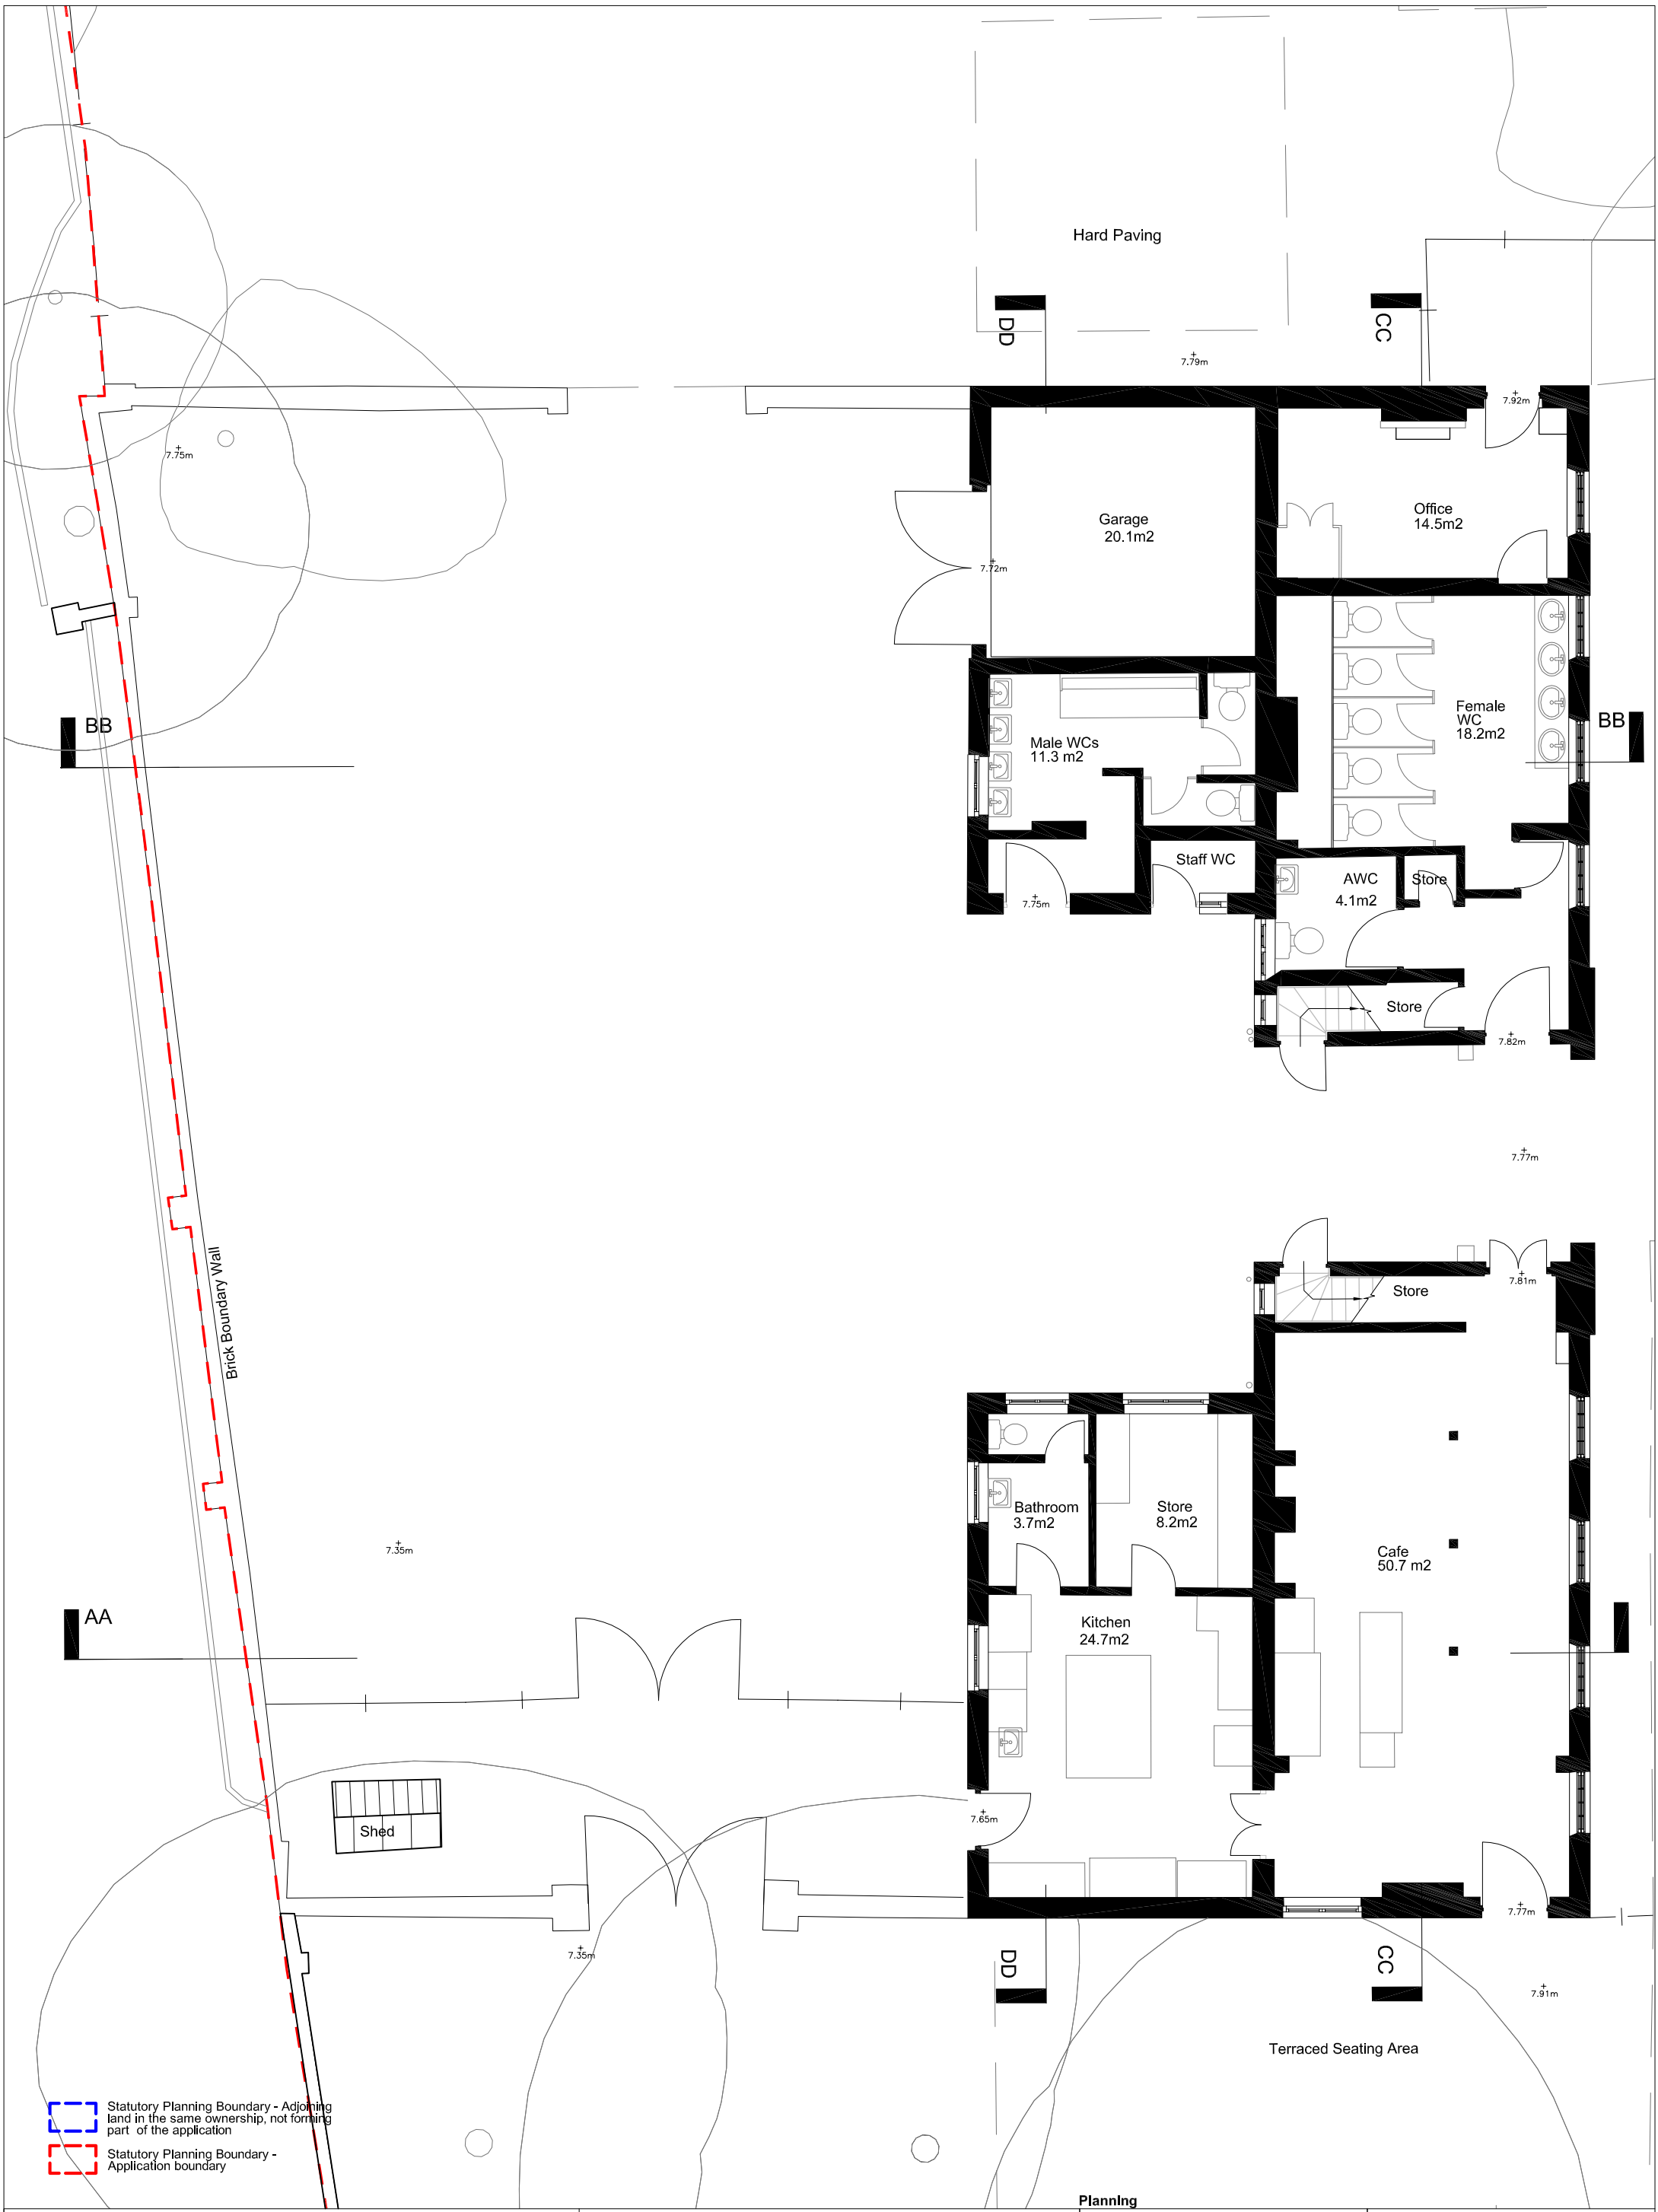 Hard Paving
DD
CC
7.79m
7.92m
7.75m
Garage
20.1m2
Office
14.5m2
7.72m
BB
Male WCs
11.3 m2
Female
WC
18.2m2
BB
Staff WC
AWC
4.1m2
Store
7.75m
Store
7.82m
7.77m
Brick Boundary Wall
7.81m
Store
Bathroom
3.7m2
Store
8.2m2
7.35m
Cafe
50.7 m2
AA
Kitchen
24.7m2
Shed
7.65m
7.77m
7.35m
DD
CC
7.91m
Terraced Seating Area
Statutory Planning Boundary - Adjoining
land in the same ownership, not forming
part of the application
Statutory Planning Boundary -
Application boundary
Planning